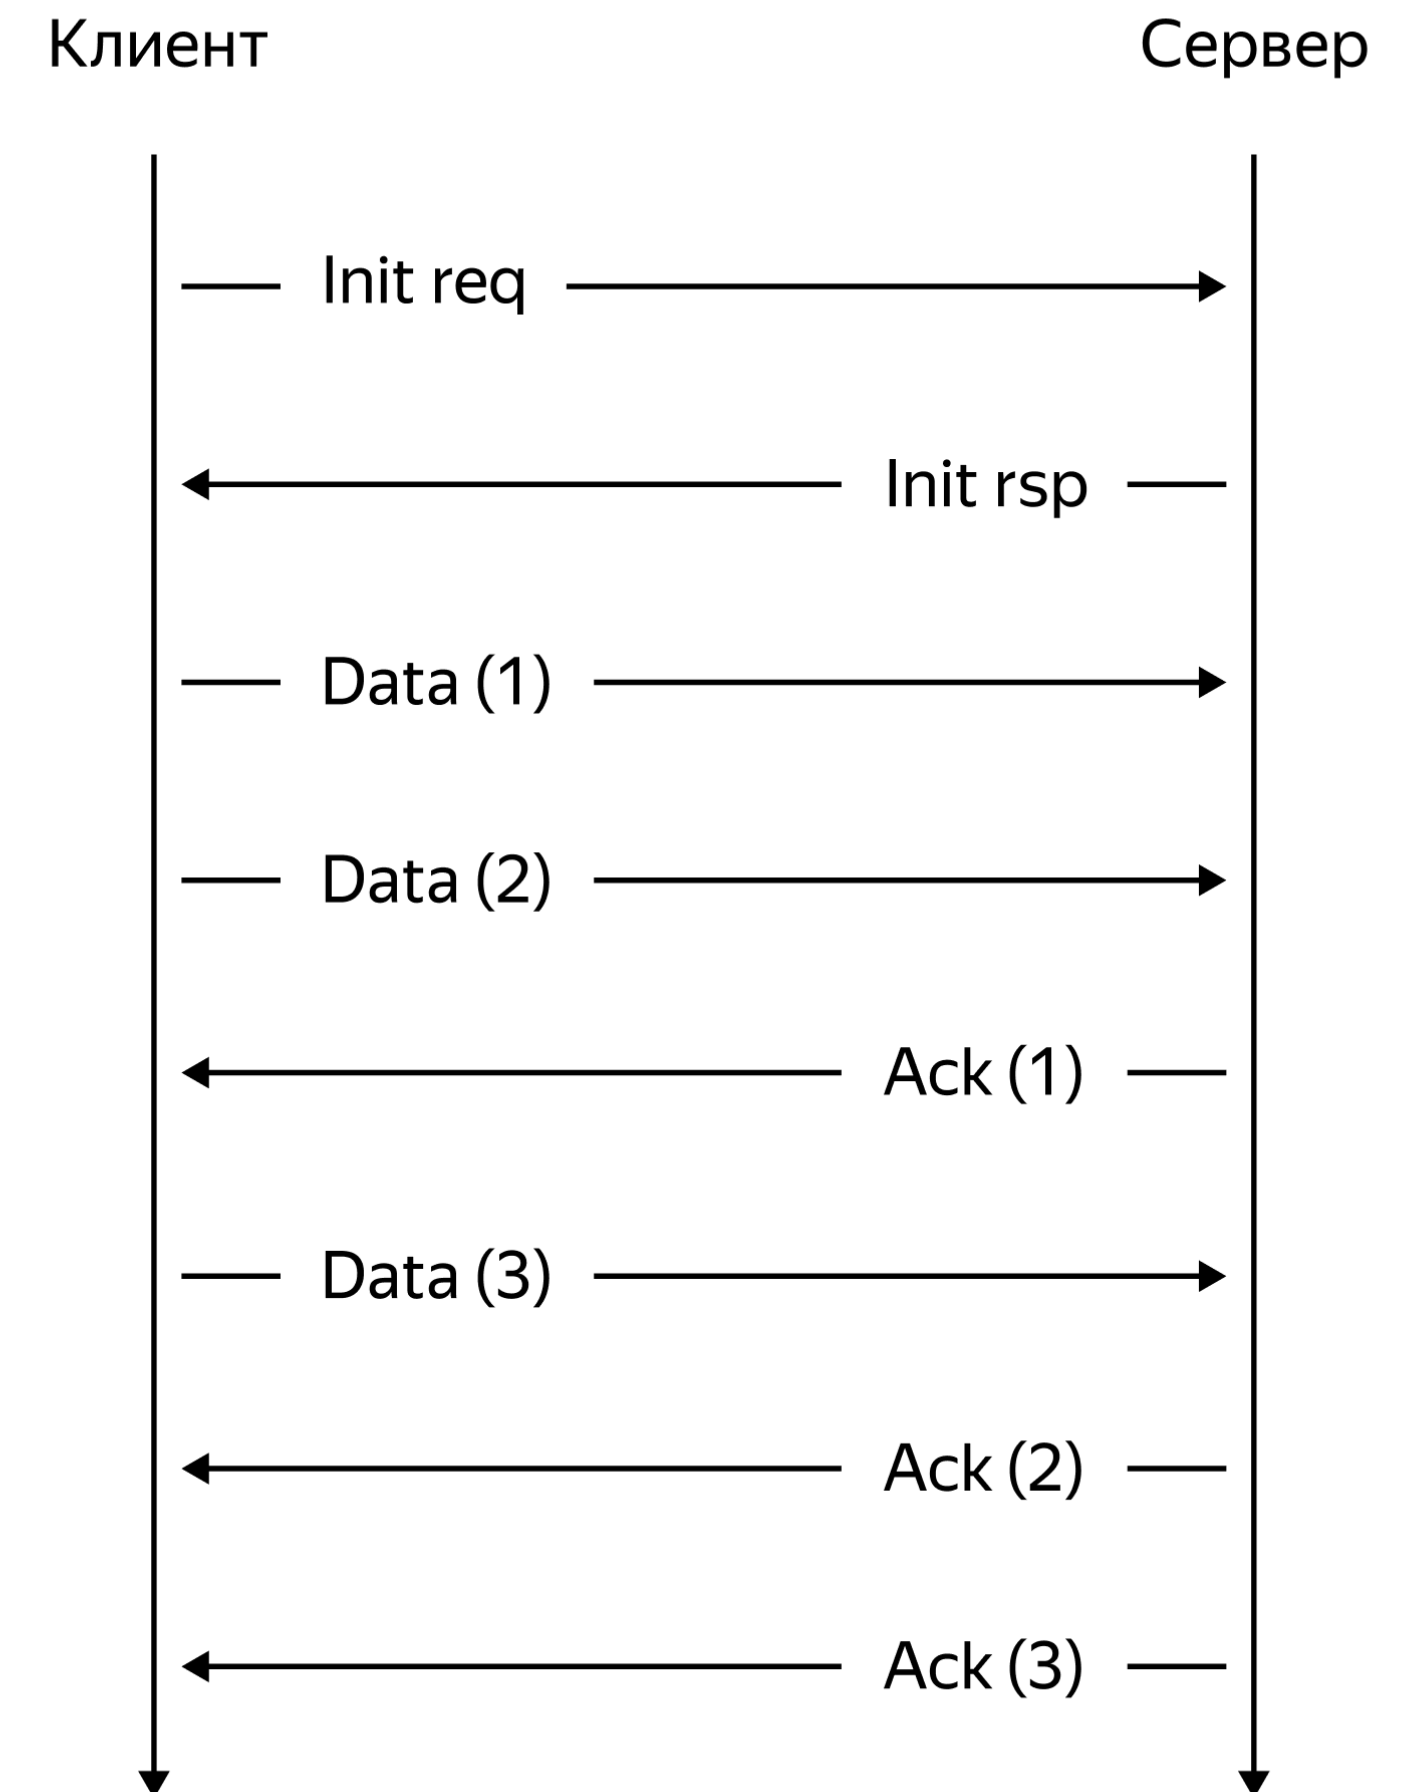 Клиент Сервер
Init req
Init rsp
Data (1)
Data (2)
Ack (1)
Data (3)
Ack (2)
Ack (3)